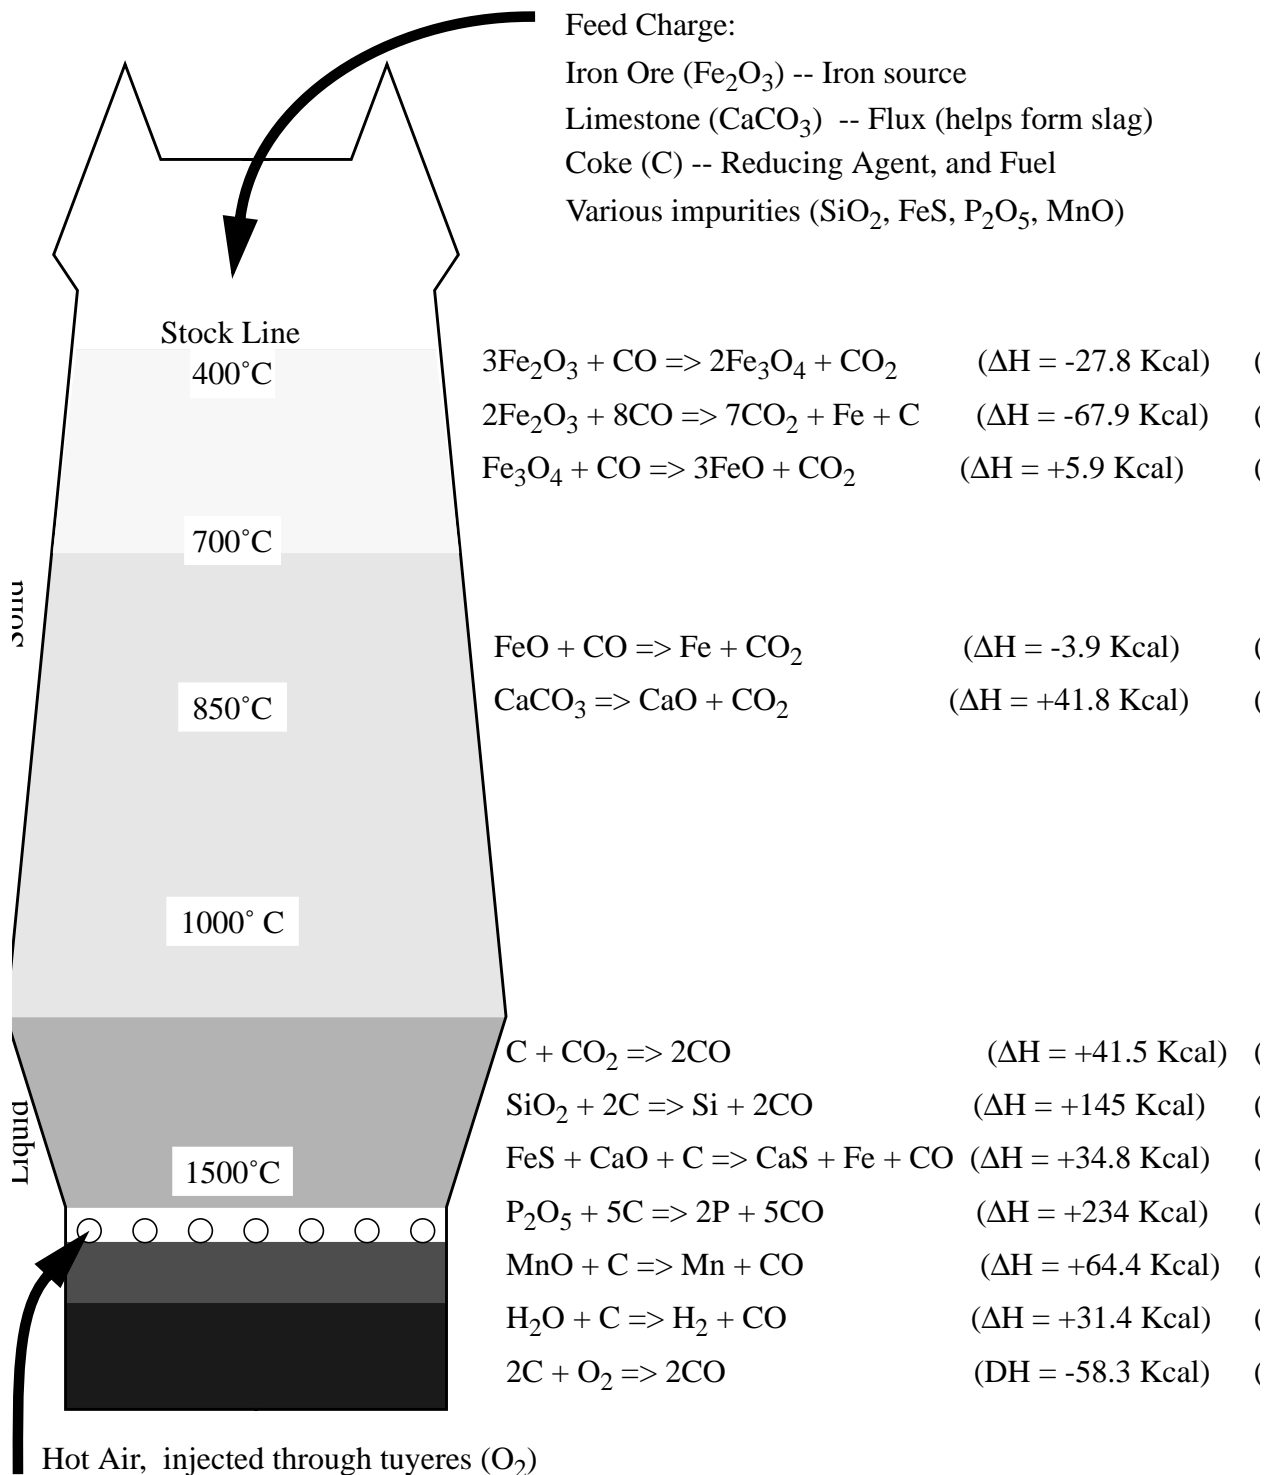 Feed Charge:
Iron Ore (Fe₂O₃) -- Iron source
Limestone (CaCO₃) -- Flux (helps form slag)
Coke (C) -- Reducing Agent, and Fuel
Various impurities (SiO₂, FeS, P₂O₅, MnO)
Stock Line
400˚C
3Fe₂O₃ + CO => 2Fe₃O₄ + CO₂ (ΔH = -27.8 Kcal) (
2Fe₂O₃ + 8CO => 7CO₂ + Fe + C (ΔH = -67.9 Kcal) (
Fe₃O₄ + CO => 3FeO + CO₂ (ΔH = +5.9 Kcal) (
700˚C
Solid
FeO + CO => Fe + CO₂ (ΔH = -3.9 Kcal) (
CaCO₃ => CaO + CO₂ (ΔH = +41.8 Kcal) (
850˚C
1000˚ C
C + CO₂ => 2CO (ΔH = +41.5 Kcal) (
SiO₂ + 2C => Si + 2CO (ΔH = +145 Kcal) (
Liquid
FeS + CaO + C => CaS + Fe + CO (ΔH = +34.8 Kcal) (
1500˚C
P₂O₅ + 5C => 2P + 5CO (ΔH = +234 Kcal) (
MnO + C => Mn + CO (ΔH = +64.4 Kcal) (
H₂O + C => H₂ + CO (ΔH = +31.4 Kcal) (
2C + O₂ => 2CO (DH = -58.3 Kcal) (
Hot Air, injected through tuyeres (O₂)